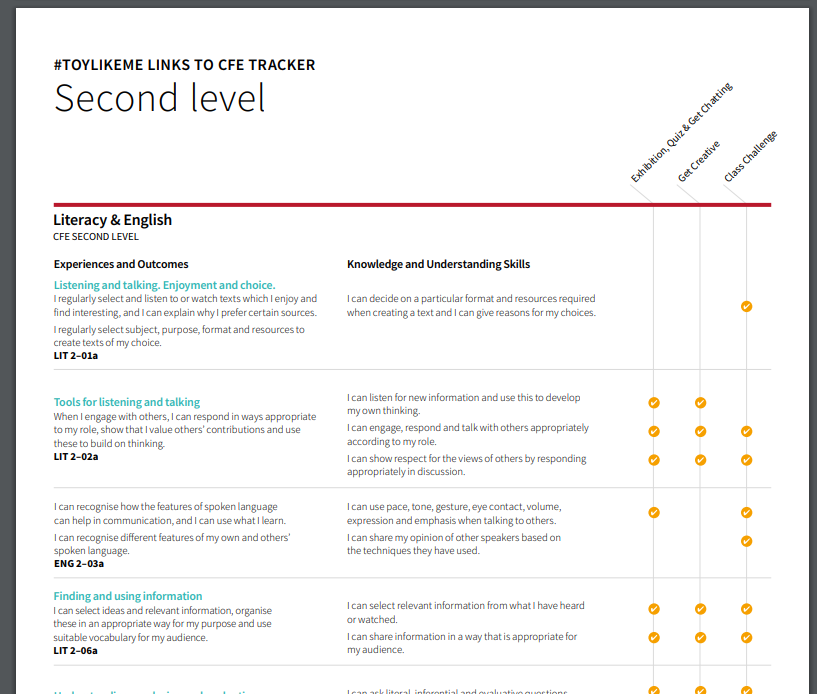 #TOYLIKEME LINKS TO CFE TRACKER
Second level
Exhibition, Quiz & Get Chatting
Get Creative
Class Challenge
Literacy & English
CFE SECOND LEVEL
Experiences and Outcomes
Knowledge and Understanding Skills
Listening and talking. Enjoyment and choice.
I regularly select and listen to or watch texts which I enjoy and
find interesting, and I can explain why I prefer certain sources.
I regularly select subject, purpose, format and resources to
create texts of my choice.
LIT 2–01a
I can decide on a particular format and resources required
when creating a text and I can give reasons for my choices.
Tools for listening and talking
When I engage with others, I can respond in ways appropriate
to my role, show that I value others’ contributions and use
these to build on thinking.
LIT 2–02a
I can listen for new information and use this to develop
my own thinking.
I can engage, respond and talk with others appropriately
according to my role.
I can show respect for the views of others by responding
appropriately in discussion.
I can recognise how the features of spoken language
can help in communication, and I can use what I learn.
I can recognise different features of my own and others’
spoken language.
ENG 2–03a
I can use pace, tone, gesture, eye contact, volume,
expression and emphasis when talking to others.
I can share my opinion of other speakers based on
the techniques they have used.
Finding and using information
I can select ideas and relevant information, organise
these in an appropriate way for my purpose and use
suitable vocabulary for my audience.
LIT 2–06a
I can select relevant information from what I have heard
or watched.
I can share information in a way that is appropriate for
my audience.
I can ask literal, inferential and evaluative questions